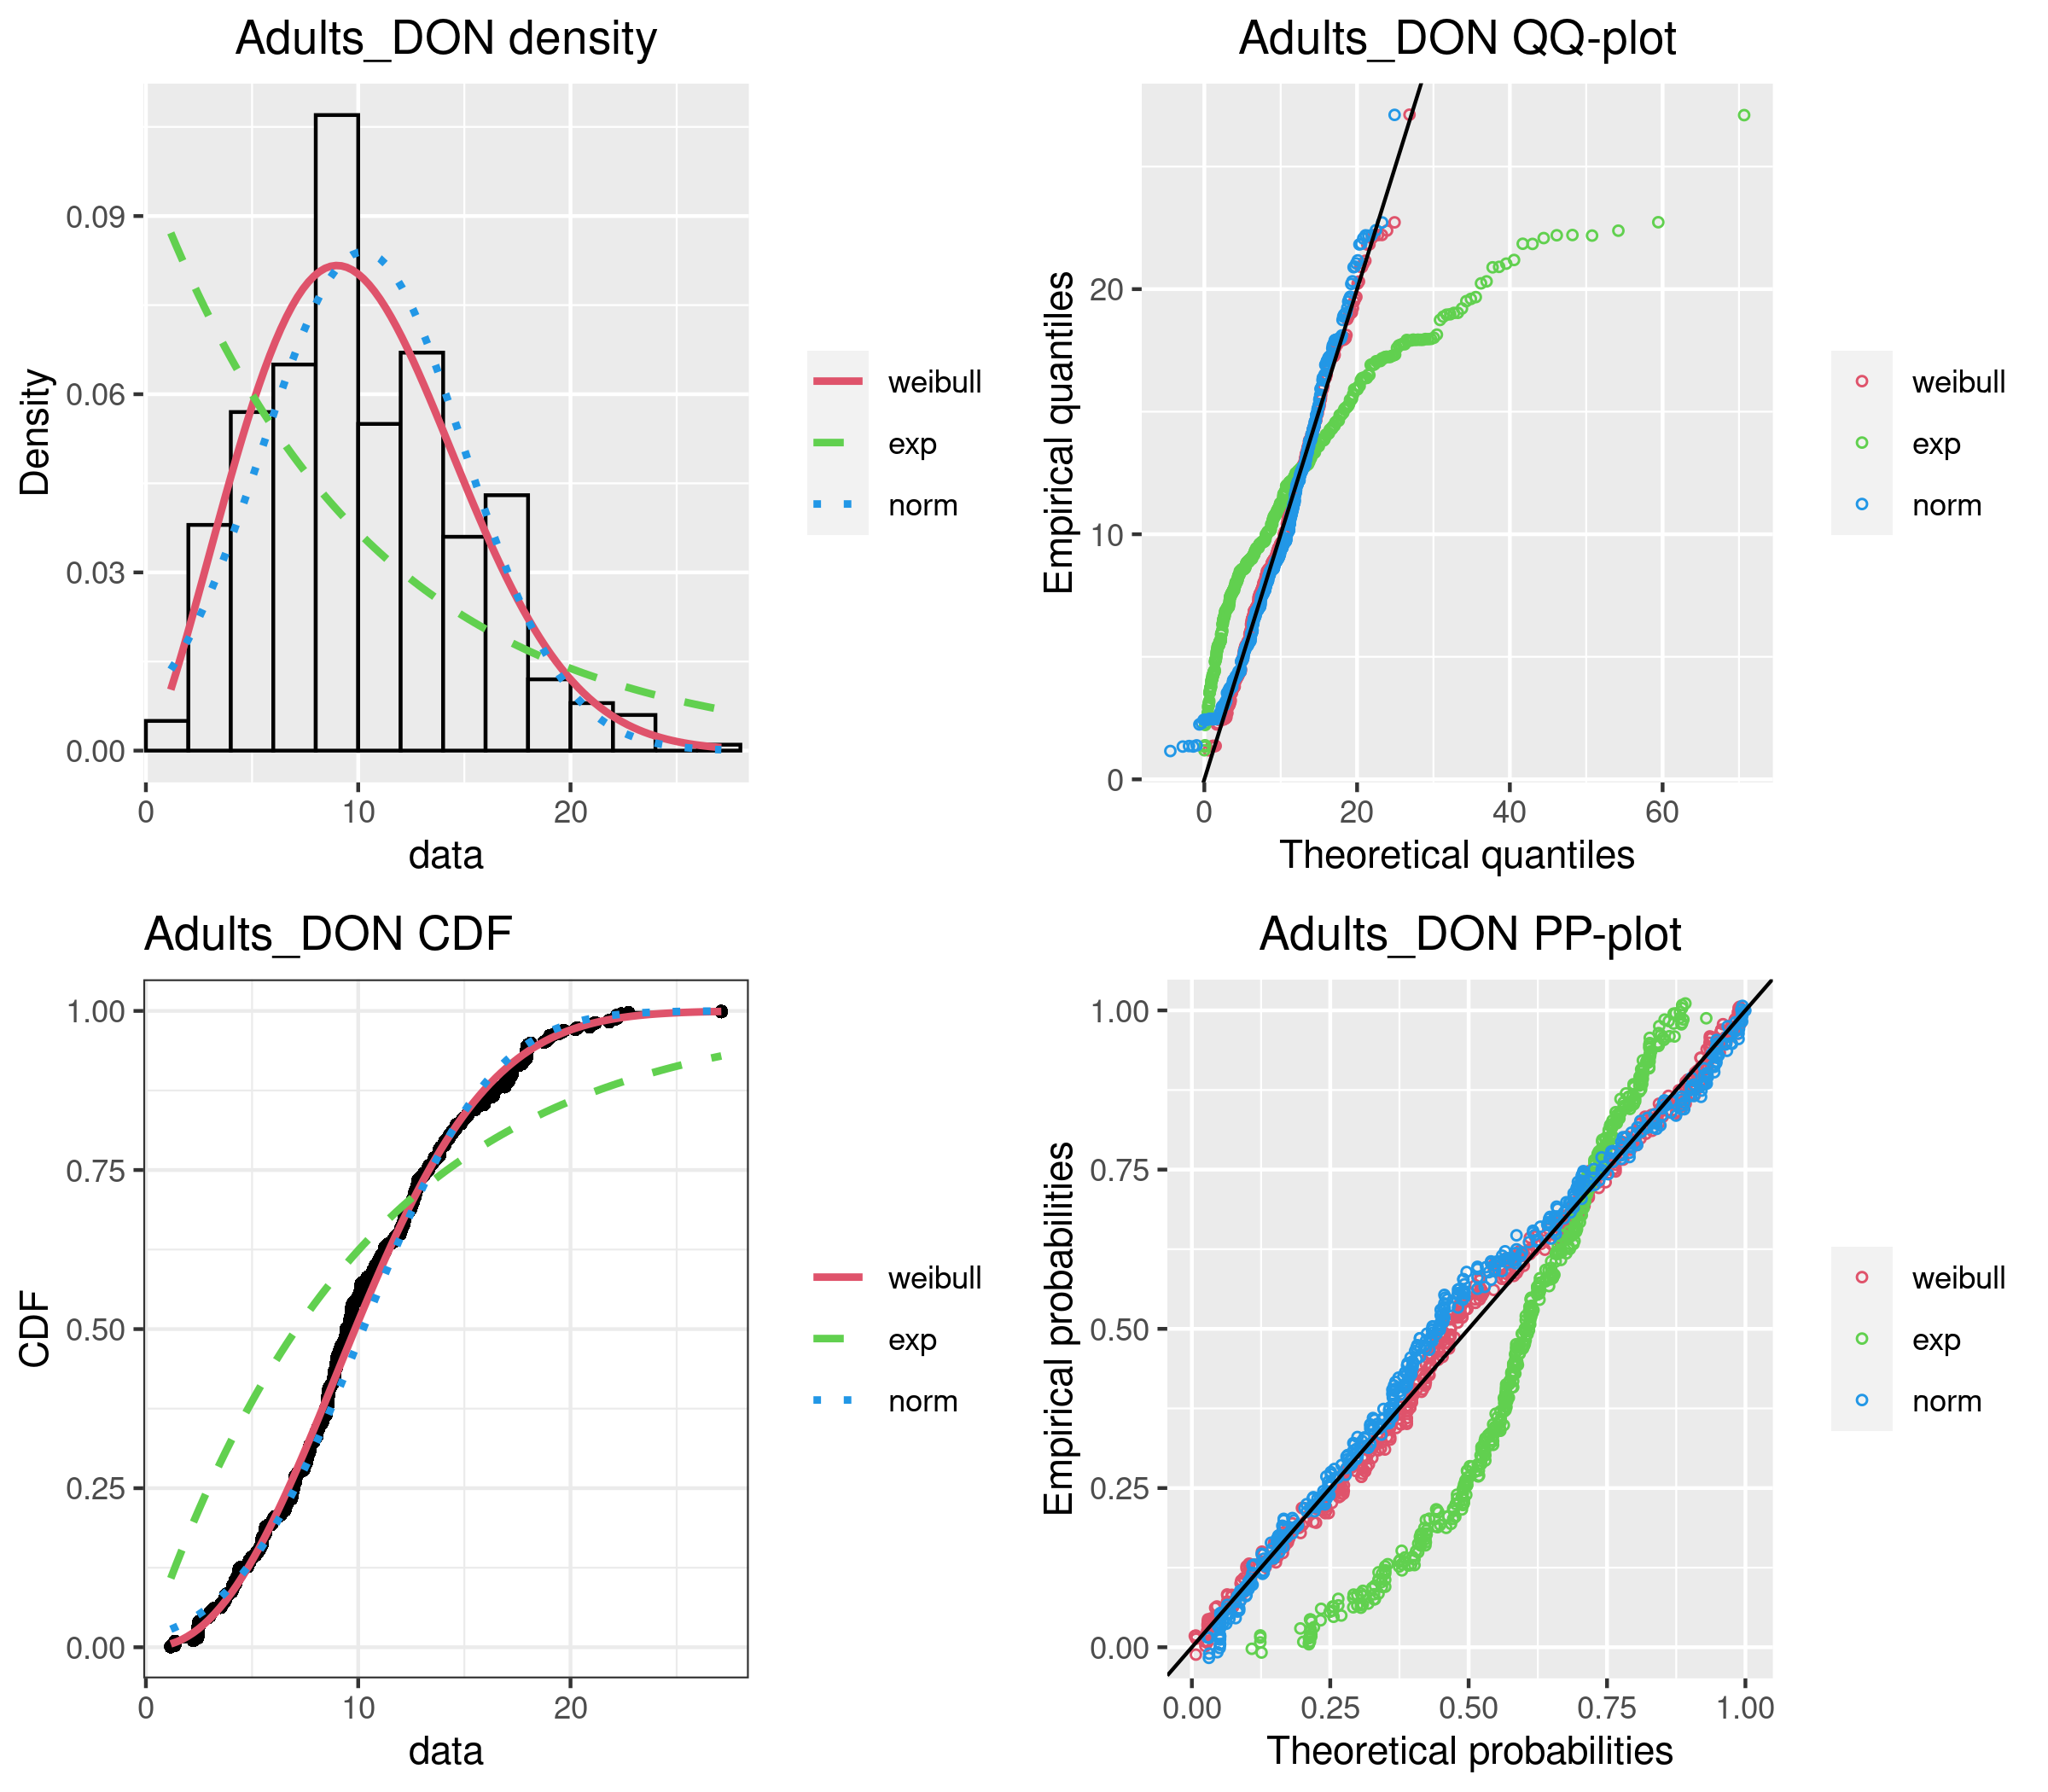 Adults_DON density
0.09
0.06
0.03
0.00
Density
0
10
20
data
weibull
exp
norm
Adults_DON QQ-plot
20
10
0
Empirical quantiles
0
20
40
60
Theoretical quantiles
weibull
exp
norm
Adults_DON CDF
1.00
0.75
0.50
0.25
0.00
CDF
0
10
20
data
weibull
exp
norm
Adults_DON PP-plot
1.00
0.75
0.50
0.25
0.00
Empirical probabilities
0.00
0.25
0.50
0.75
1.00
Theoretical probabilities
weibull
exp
norm